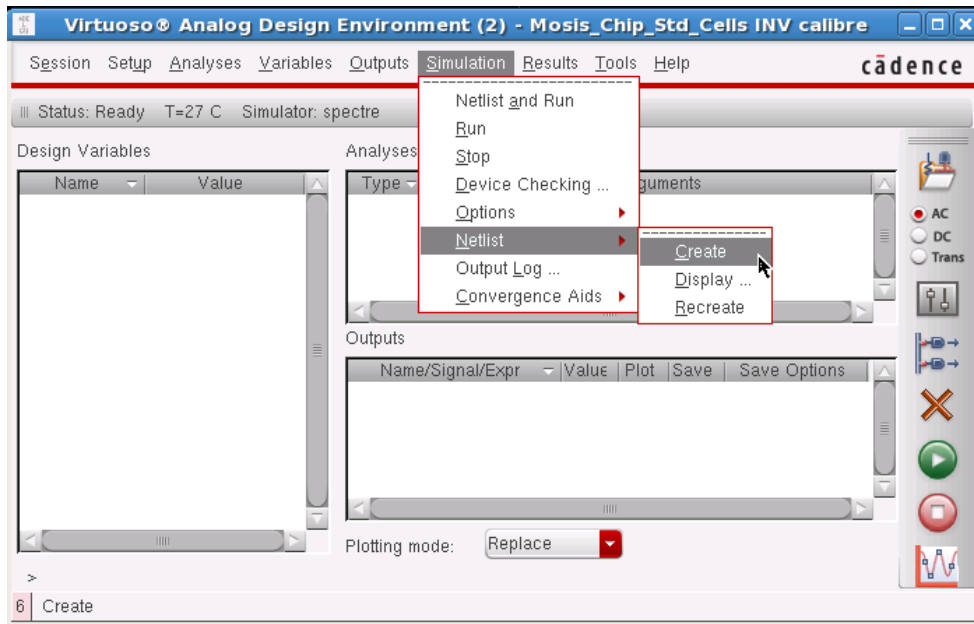 Virtuoso® Analog Design Environment (2) - Mosis_Chip_Std_Cells INV calibre
Session Setup Analyses Variables Outputs Simulation Results Tools Help
cādence
Status: Ready T=27 C Simulator: spectre
Netlist and Run
Run
Stop
Device Checking ...
Options
Netlist
Output Log ...
Convergence Aids
Create
Display ...
Recreate
Design Variables
Name Value
Analyses
Type guments
AC
DC
Trans
Outputs
Name/Signal/Expr Value Plot Save Save Options
Plotting mode: Replace
>
6 Create